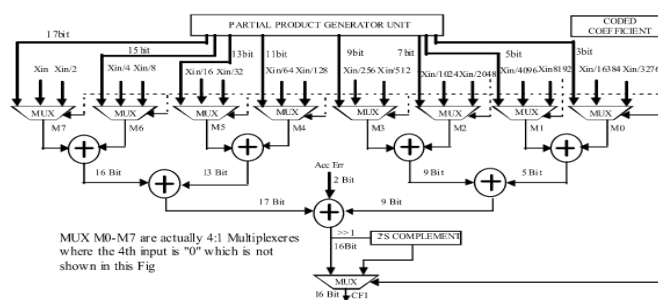 PARTIAL PRODUCT GENERATOR UNIT
CODED COEFFICIENT
17bit 15bit 13bit 11bit 9bit 7bit 5bit 3bit
Xin Xin/2 Xin/4 Xin/8 Xin/16 Xin/32 Xin/64 Xin/128 Xin/256 Xin/512 Xin/1024 Xin/2048 Xin/4096 Xin8192 Xin/16384 Xin/3276
MUX MUX MUX MUX MUX MUX MUX MUX
M7 M6 M5 M4 M3 M2 M1 M0
Acc Err
16 Bit 13 Bit 2 Bit 9 Bit 5 Bit
17 Bit 9 Bit
>> 1
16Bit
2'S COMPLEMENT
MUX M0-M7 are actually 4:1 Multiplexeres
where the 4th input is "0" which is not
shown in this Fig
MUX
16 Bit CF1